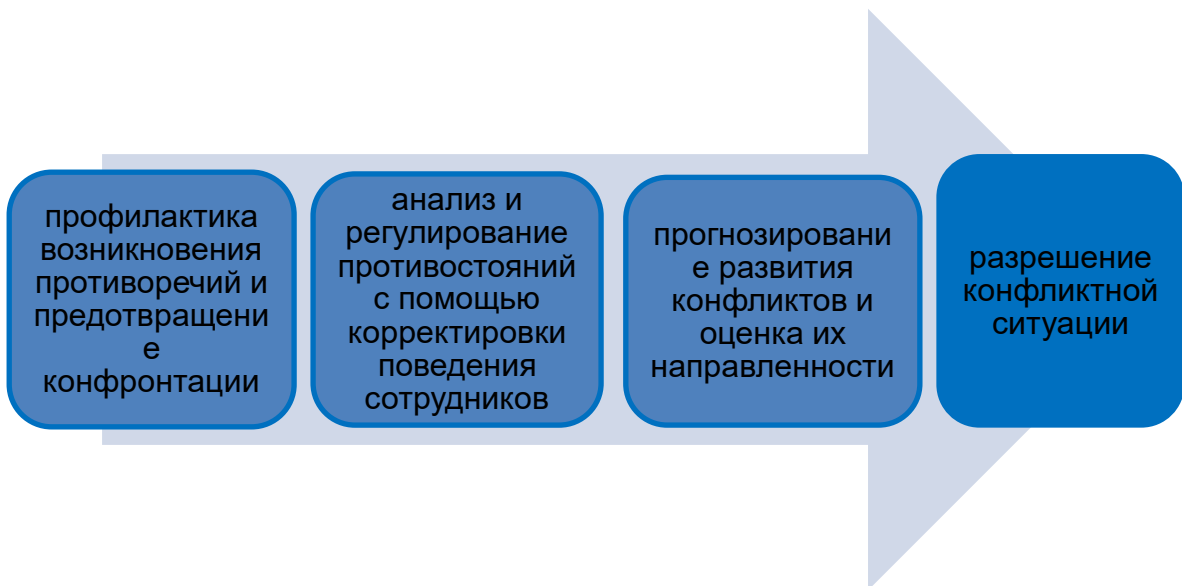 профилактика
возникновения
противоречий и
предотвращени
е
конфронтации
анализ и
регулирование
противостояний
с помощью
корректировки
поведения
сотрудников
прогнозировани
е развития
конфликтов и
оценка их
направленности
разрешение
конфликтной
ситуации